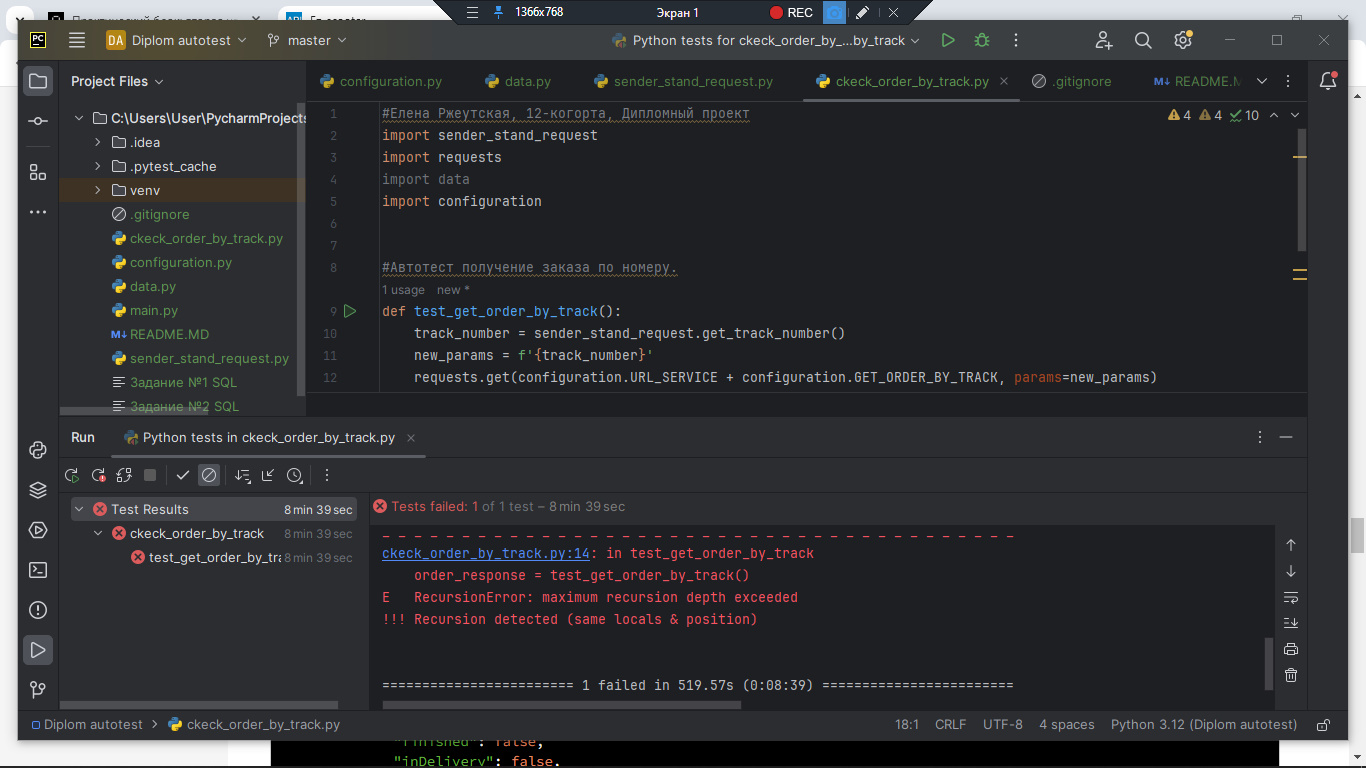 1366x768
Экран 1
REC
PC
DA Diplom autotest
master
Python tests for ckeck_order_by_...by_track
Project Files
configuration.py
data.py
sender_stand_request.py
ckeck_order_by_track.py
.gitignore
README.M
C:\Users\User\PycharmProjects
.idea
.pytest_cache
venv
.gitignore
ckeck_order_by_track.py
configuration.py
data.py
main.py
README.MD
sender_stand_request.py
Задание №1 SQL
Задание №2 SQL
4 4 10
1 #Елена Ржеутская, 12-когорта, Дипломный проект
2 import sender_stand_request
3 import requests
4 import data
5 import configuration
6
7
8 #Автотест получение заказа по номеру.
1 usage new *
9 def test_get_order_by_track():
10 track_number = sender_stand_request.get_track_number()
11 new_params = f'{track_number}'
12 requests.get(configuration.URL_SERVICE + configuration.GET_ORDER_BY_TRACK, params=new_params)
Run
Python tests in ckeck_order_by_track.py
Test Results 8 min 39 sec
ckeck_order_by_track 8 min 39 sec
test_get_order_by_tra 8 min 39 sec
Tests failed: 1 of 1 test – 8 min 39 sec
_ _ _ _ _ _ _ _ _ _ _ _ _ _ _ _ _ _ _ _ _ _ _ _ _ _ _ _ _ _ _ _ _ _ _ _ _ _ _ _
ckeck_order_by_track.py:14: in test_get_order_by_track
order_response = test_get_order_by_track()
E RecursionError: maximum recursion depth exceeded
!!! Recursion detected (same locals & position)
======================== 1 failed in 519.57s (0:08:39) ========================
Diplom autotest
ckeck_order_by_track.py
18:1
CRLF
UTF-8
4 spaces
Python 3.12 (Diplom autotest)
"finished": false,
"inDelivery": false,